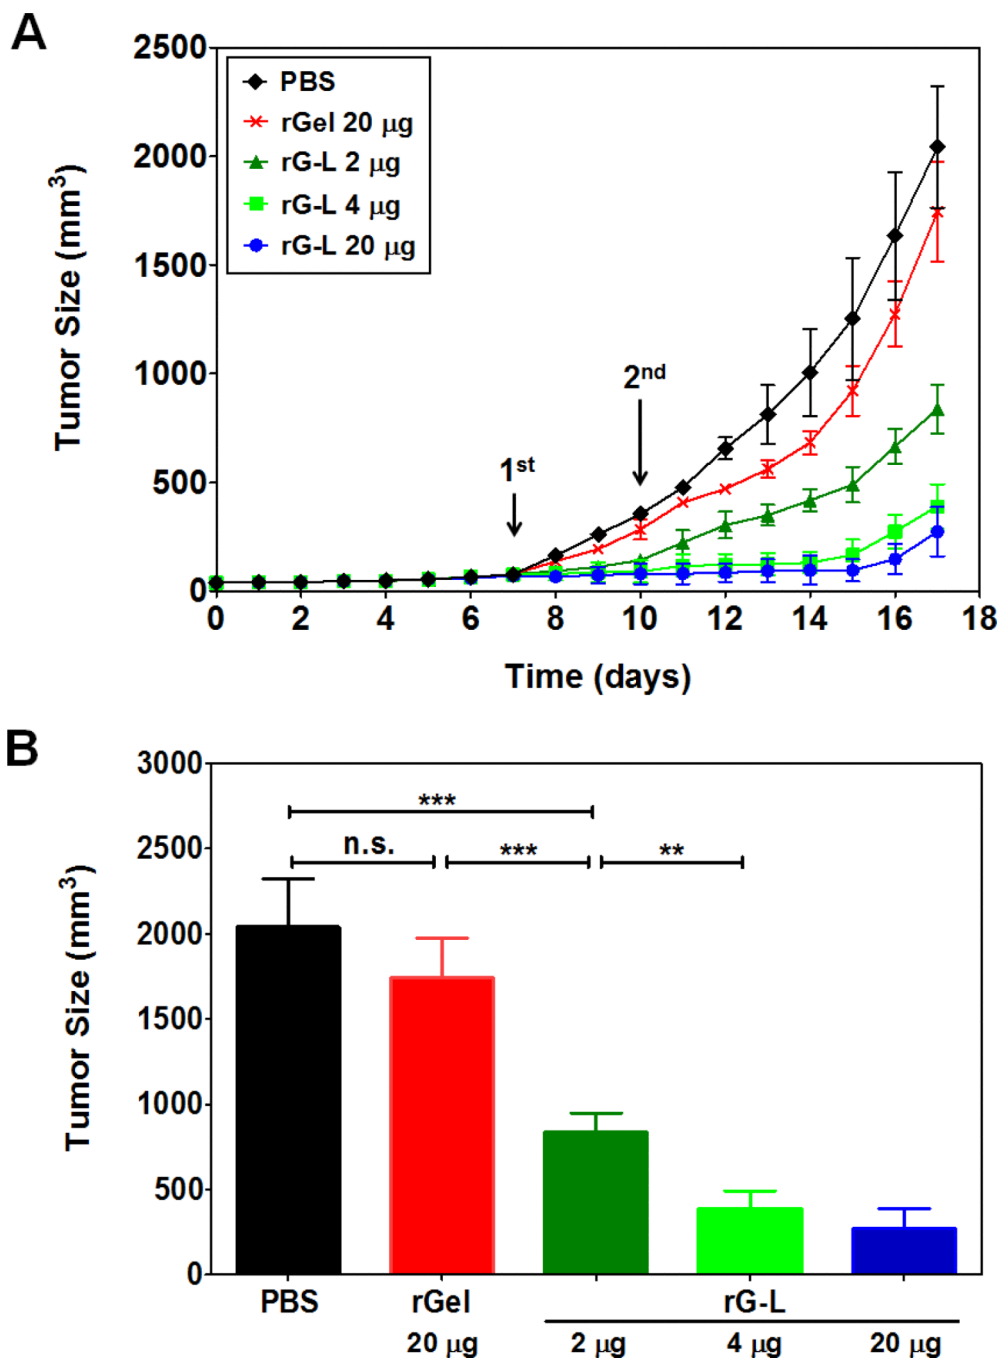 A
2500
2000
1500
1000
500
0
Tumor Size (mm³)
PBS
rGel 20 μg
rG-L 2 μg
rG-L 4 μg
rG-L 20 μg
1st
2nd
0 2 4 6 8 10 12 14 16 18
Time (days)
B
3000
2500
2000
1500
1000
500
0
Tumor Size (mm³)
***
n.s. *** **
PBS rGel rG-L
20 μg 2 μg 4 μg 20 μg